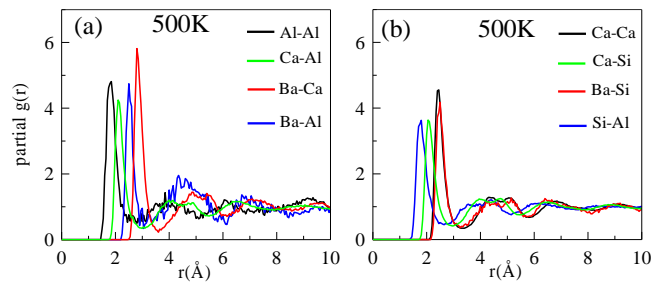 (a)
500K
Al-Al
Ca-Al
Ba-Ca
Ba-Al
partial g(r)
6
4
2
0
0
2
4
6
8
10
r(Å)
(b)
500K
Ca-Ca
Ca-Si
Ba-Si
Si-Al
6
4
2
0
0
2
4
6
8
10
r(Å)